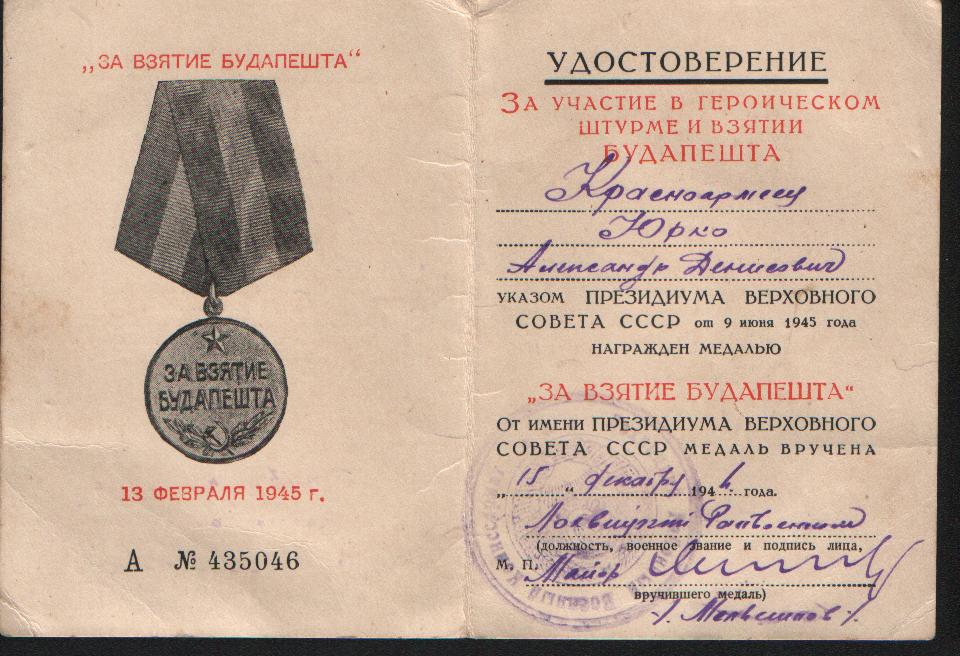 „ЗА ВЗЯТИЕ БУДАПЕШТА“
ЗА ВЗЯТИЕ
БУДАПЕШТА
13 ФЕВРАЛЯ 1945 г.
А № 435046
УДОСТОВЕРЕНИЕ
ЗА УЧАСТИЕ В ГЕРОИЧЕСКОМ
ШТУРМЕ И ВЗЯТИИ
БУДАПЕШТА
Красноармеец
Юрко
Александр Денисович
УКАЗОМ ПРЕЗИДИУМА ВЕРХОВНОГО
СОВЕТА СССР от 9 июня 1945 года
НАГРАЖДЕН МЕДАЛЬЮ
„ЗА ВЗЯТИЕ БУДАПЕШТА“
ОТ ИМЕНИ ПРЕЗИДИУМА ВЕРХОВНОГО
СОВЕТА СССР МЕДАЛЬ ВРУЧЕНА
„15“ декабря 194 года.
(должность, военное звание и подпись лица,
М. П. Майор
вручившего медаль)